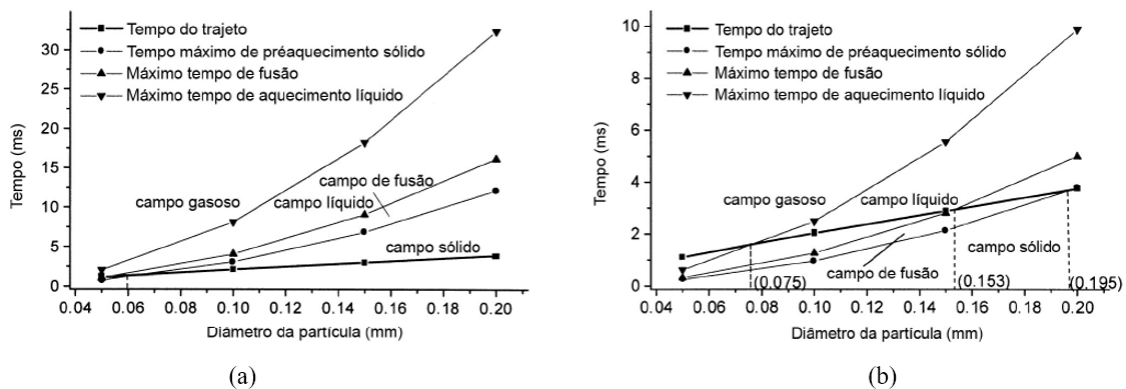 Tempo do trajeto
Tempo máximo de préaquecimento sólido
Máximo tempo de fusão
Máximo tempo de aquecimento líquido
30
25
20
15
10
5
0
Tempo (ms)
campo de fusão
campo gasoso
campo líquido
campo sólido
0.04 0.06 0.08 0.10 0.12 0.14 0.16 0.18 0.20
Diâmetro da partícula (mm)
(a)
Tempo do trajeto
Tempo máximo de préaquecimento sólido
Máximo tempo de fusão
Máximo tempo de aquecimento líquido
10
8
6
4
2
0
Tempo (ms)
campo gasoso
campo líquido
campo sólido
campo de fusão
(0.075)
(0.153)
(0.195)
0.04 0.06 0.08 0.10 0.12 0.14 0.16 0.18 0.20
Diâmetro da partícula (mm)
(b)